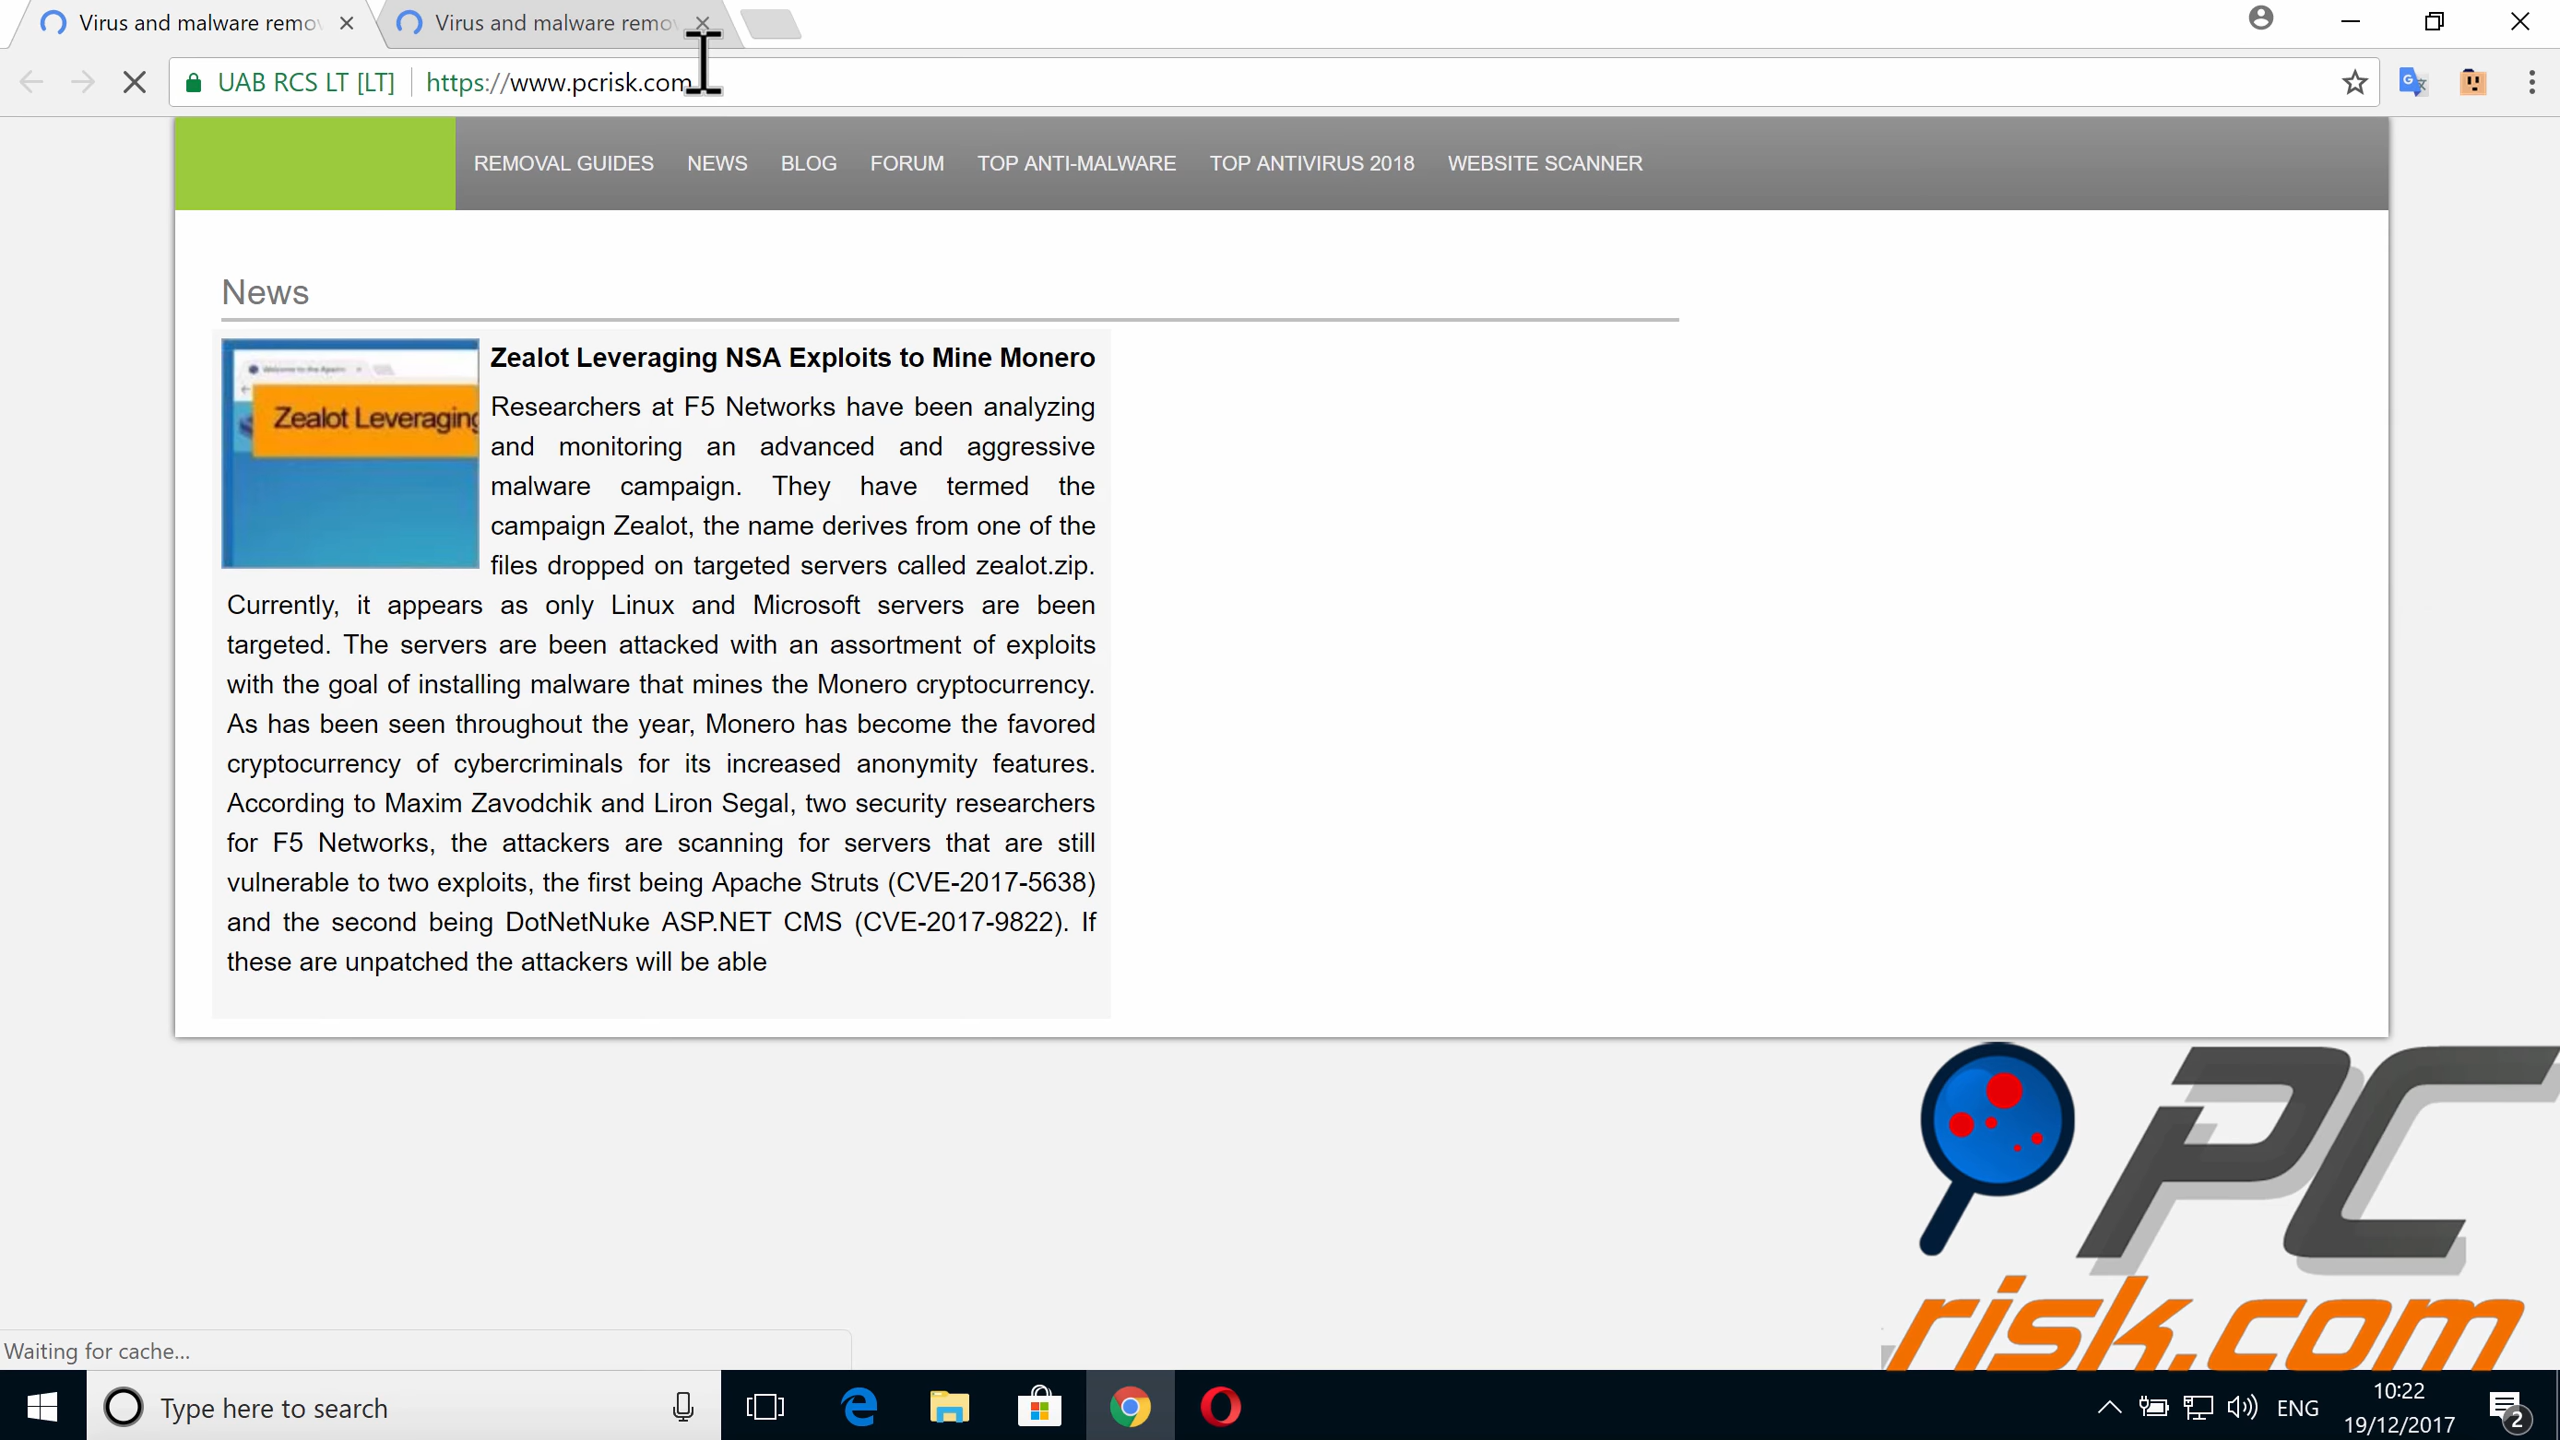 Virus and malware remo
Virus and malware remo
UAB RCS LT [LT]
https://www.pcrisk.com
REMOVAL GUIDES NEWS BLOG FORUM TOP ANTI-MALWARE TOP ANTIVIRUS 2018 WEBSITE SCANNER
News
Zealot Leveraging
Zealot Leveraging NSA Exploits to Mine Monero
Researchers at F5 Networks have been analyzing
and monitoring an advanced and aggressive
malware campaign. They have termed the
campaign Zealot, the name derives from one of the
files dropped on targeted servers called zealot.zip.
Currently, it appears as only Linux and Microsoft servers are been
targeted. The servers are been attacked with an assortment of exploits
with the goal of installing malware that mines the Monero cryptocurrency.
As has been seen throughout the year, Monero has become the favored
cryptocurrency of cybercriminals for its increased anonymity features.
According to Maxim Zavodchik and Liron Segal, two security researchers
for F5 Networks, the attackers are scanning for servers that are still
vulnerable to two exploits, the first being Apache Struts (CVE-2017-5638)
and the second being DotNetNuke ASP.NET CMS (CVE-2017-9822). If
these are unpatched the attackers will be able
PC
risk.com
Waiting for cache...
Type here to search
ENG
10:22
19/12/2017
2